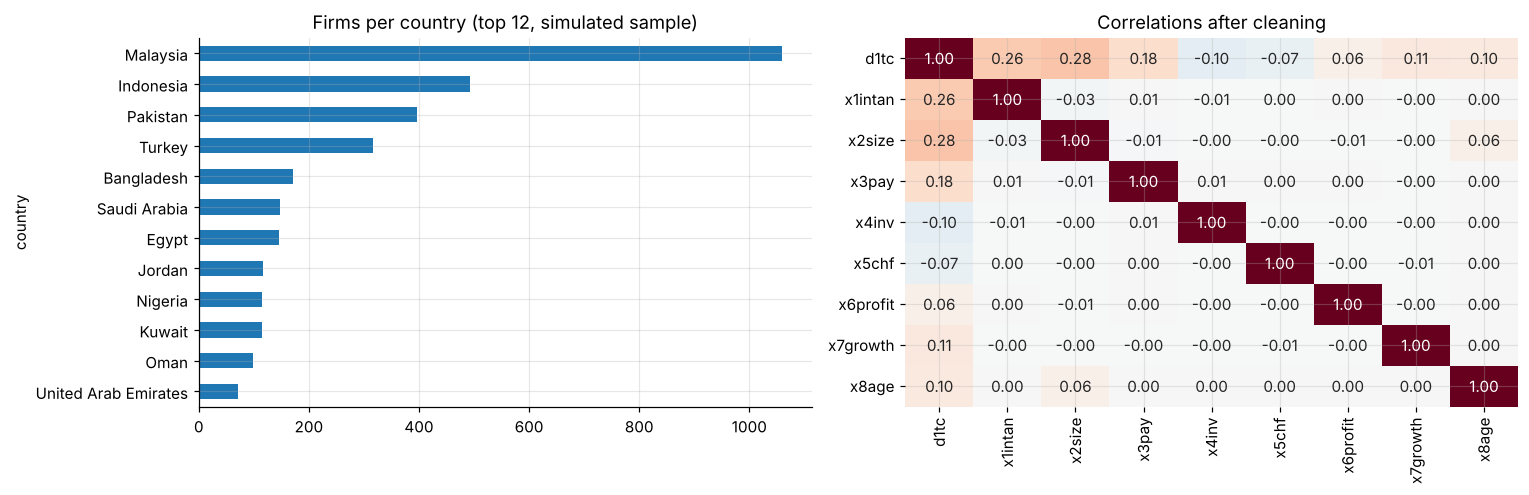 Firms per country (top 12, simulated sample)
country
Malaysia
Indonesia
Pakistan
Turkey
Bangladesh
Saudi Arabia
Egypt
Jordan
Nigeria
Kuwait
Oman
United Arab Emirates
0 200 400 600 800 1000
Correlations after cleaning
d1tc 1.00 0.26 0.28 0.18 -0.10 -0.07 0.06 0.11 0.10
x1intan 0.26 1.00 -0.03 0.01 -0.01 0.00 0.00 -0.00 0.00
x2size 0.28 -0.03 1.00 -0.01 -0.00 -0.00 -0.01 -0.00 0.06
x3pay 0.18 0.01 -0.01 1.00 0.01 0.00 0.00 -0.00 0.00
x4inv -0.10 -0.01 -0.00 0.01 1.00 -0.00 -0.00 -0.00 0.00
x5chf -0.07 0.00 -0.00 0.00 -0.00 1.00 -0.00 -0.01 0.00
x6profit 0.06 0.00 -0.01 0.00 -0.00 -0.00 1.00 -0.00 0.00
x7growth 0.11 -0.00 -0.00 -0.00 -0.00 -0.01 -0.00 1.00 0.00
x8age 0.10 0.00 0.06 0.00 0.00 0.00 0.00 0.00 1.00
d1tc x1intan x2size x3pay x4inv x5chf x6profit x7growth x8age